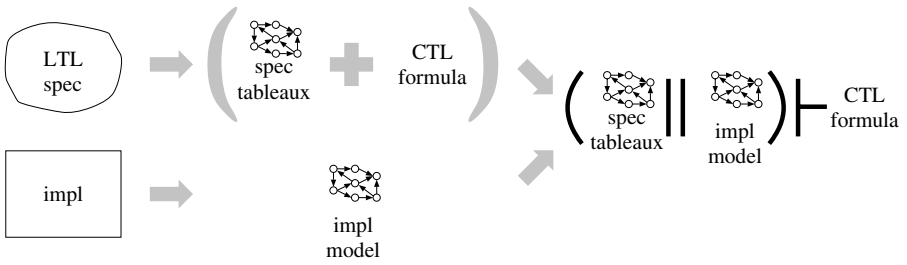 LTL
spec
spec
tableaux
CTL
formula
impl
impl
model
spec
tableaux
impl
model
CTL
formula